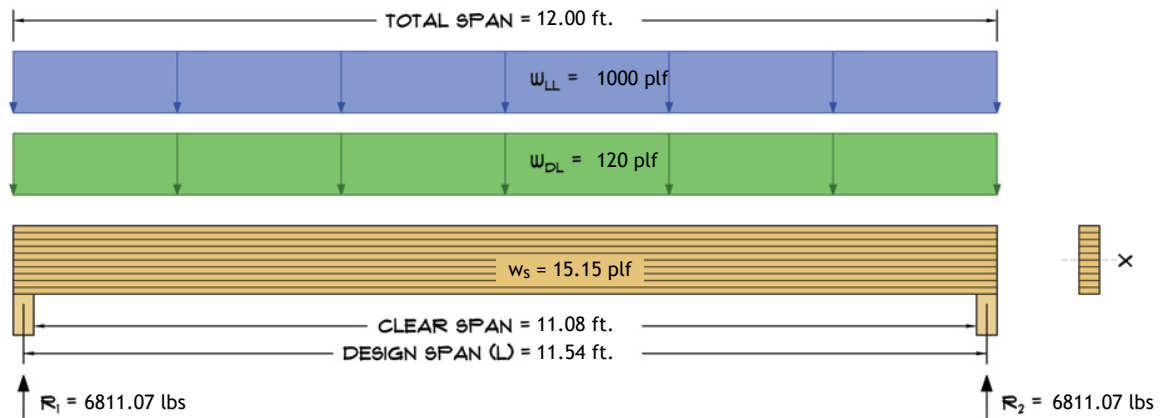 TOTAL SPAN = 12.00 ft.
wLL = 1000 plf
wDL = 120 plf
ws = 15.15 plf
X
CLEAR SPAN = 11.08 ft.
DESIGN SPAN (L) = 11.54 ft.
R1 = 6811.07 lbs
R2 = 6811.07 lbs